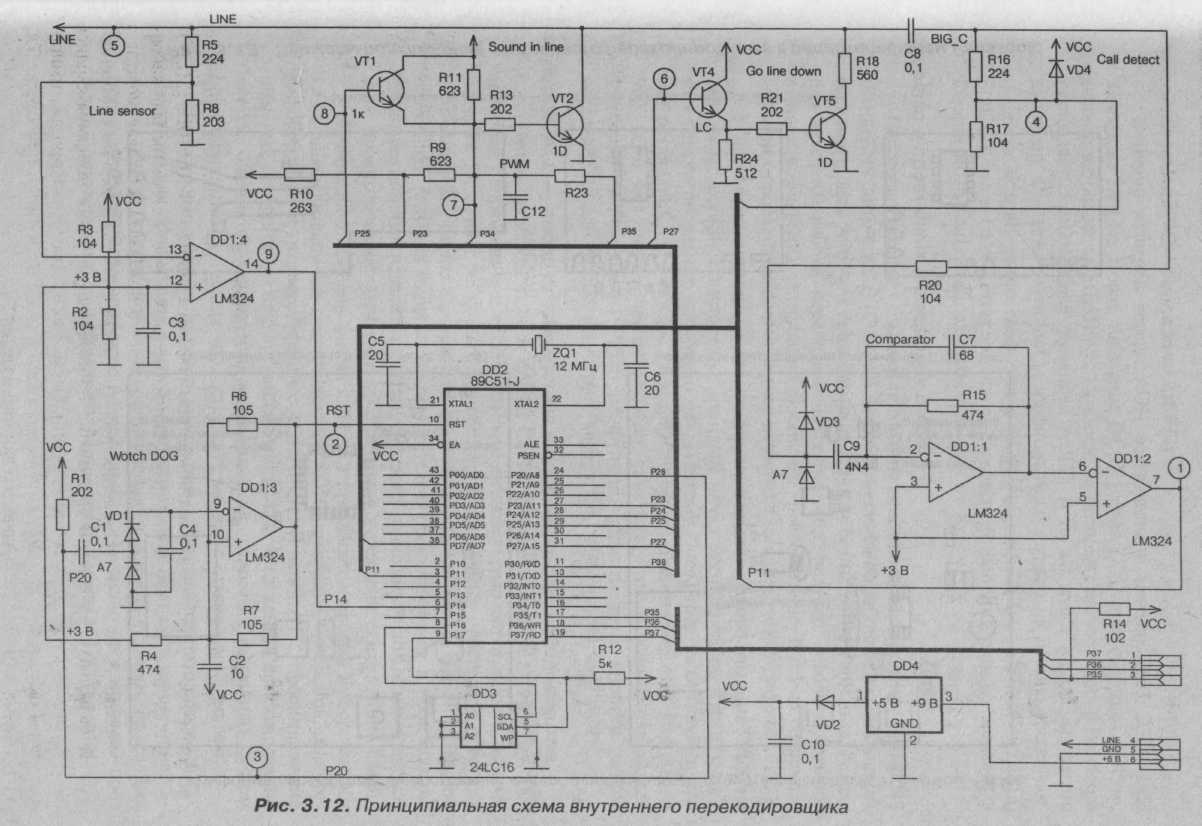 LINE
LINE
5
R5
224
R8
203
Line sensor
VCC
R3
104
+3 В
R2
104
C3
0,1
13
12
DD1:4
14
LM324
9
VT1
8
1к
Sound in line
R11
623
R13
202
VT2
1D
R9
623
PWM
VCC
R10
263
R23
C12
7
P25
P23
P34
P35
P27
6
VT4
VCC
LC
Go line down
R21
202
R18
560
VT5
1D
R24
512
C8
0,1
BIG_C
R16
224
VCC
VD4
Call detect
4
R17
104
R20
104
C5
20
ZQ1
12 МГц
C6
20
DD2
89C51-J
21
XTAL1
XTAL2
22
10
RST
34
EA
VCC
ALE
33
PSEN
32
43
P00/AD0
42
P01/AD1
41
P02/AD2
40
PD3/AD3
39
PD4/AD4
38
PD5/AD5
37
PD6/AD6
36
PD7/AD7
2
P10
3
P11
4
P12
5
P13
6
P14
7
P15
8
P16
9
P17
P20/A8
24
P21/A9
25
P22/A10
26
P23/A11
27
P24/A12
28
P25/A13
29
P26/A14
30
P27/A15
31
P30/RXD
11
P31/TXD
13
P32/INT0
14
P33/INT1
15
P34/T0
16
P35/T1
17
P36/WR
18
P37/RD
19
P23
P24
P25
P27
P35
P36
P37
P11
P14
R6
105
RST
2
Wotch DOG
VCC
R1
202
C1
0,1
VD1
A7
P20
C4
0,1
9
10
DD1:3
LM324
R7
105
+3 В
R4
474
C2
10
VCC
3
P20
DD3
1
A0
2
A1
3
A2
SCL
6
SDA
5
WP
7
24LC16
R12
5к
VCC
Comparator
C7
68
R15
474
VCC
VD3
A7
C9
4N4
2
3
DD1:1
LM324
+3 В
6
5
DD1:2
7
1
LM324
P11
R14
102
VCC
P37
1
P36
2
P35
3
DD4
VCC
VD2
1
+5 В
+9 В
3
GND
2
C10
0,1
LINE
4
GND
5
6
Рис. 3.12. Принципиальная схема внутреннего перекодировщика